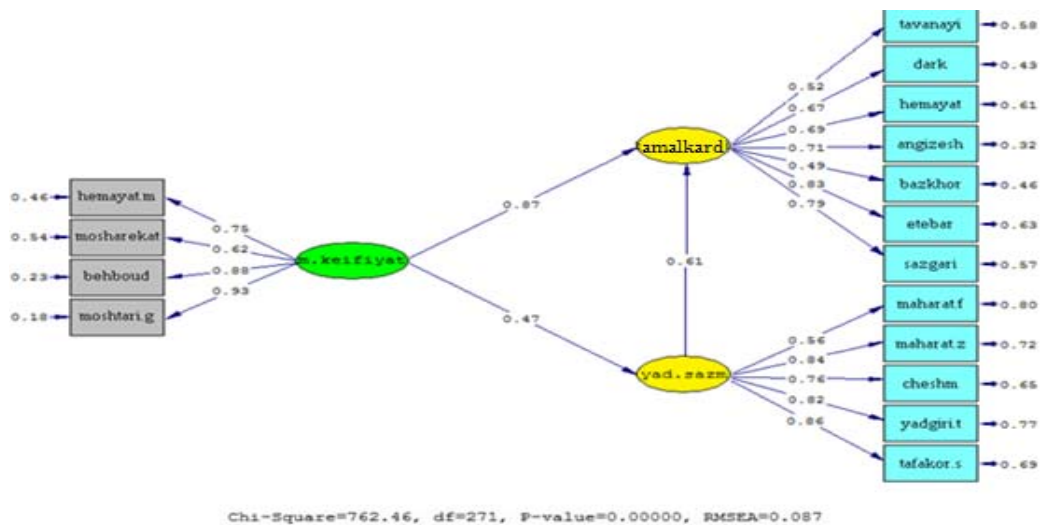 tavanayi 0.58
dark 0.43
hemayat 0.61
angizesh 0.32
bazkhor 0.46
etebar 0.63
sazgari 0.57
maharat.f 0.80
maharat.z 0.72
cheshm 0.65
yadgiri.t 0.77
tafakor.s 0.69
0.52
0.67
0.69
0.71
0.49
0.83
0.79
amalkard
0.46 hemayat.m
0.54 mosharekat
0.23 behboud
0.18 moshtari.g
0.75
0.62
0.88
0.93
m.keifiyat
0.87
0.61
0.47
yad.sazm
0.56
0.84
0.76
0.82
0.86
Chi-Square=762.46, df=271, P-value=0.00000, RMSEA=0.087